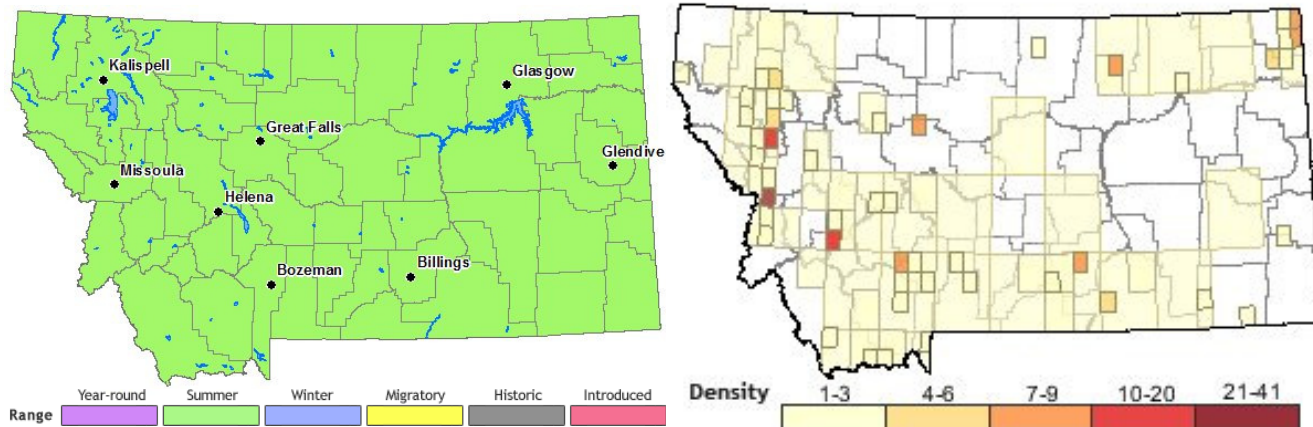 Kalispell
Glasgow
Great Falls
Glendive
Missoula
Helena
Bozeman
Billings
Range Year-round Summer Winter Migratory Historic Introduced
Density 1-3 4-6 7-9 10-20 21-41